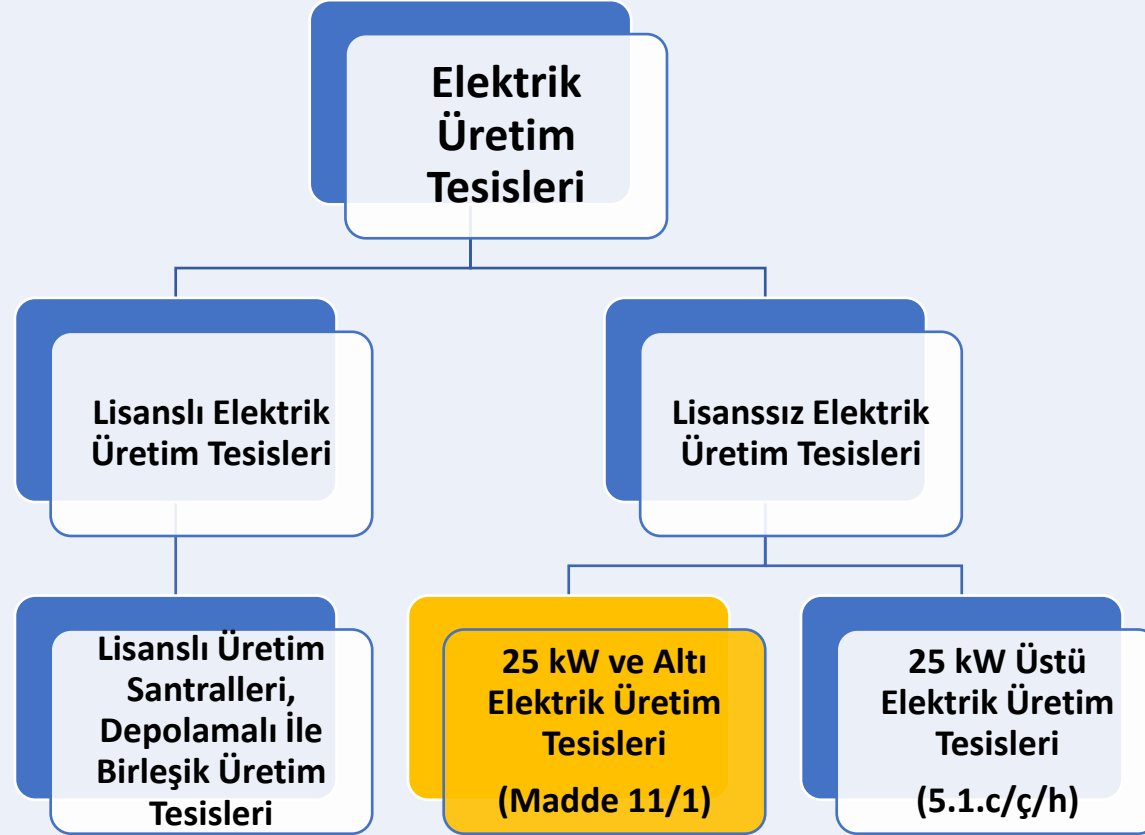 Elektrik
Üretim
Tesisleri
Lisanslı Elektrik
Üretim Tesisleri
Lisanssız Elektrik
Üretim Tesisleri
Lisanslı Üretim
Santralleri,
Depolamalı İle
Birleşik Üretim
Tesisleri
25 kW ve Altı
Elektrik Üretim
Tesisleri
(Madde 11/1)
25 kW Üstü
Elektrik Üretim
Tesisleri
(5.1.c/ç/h)